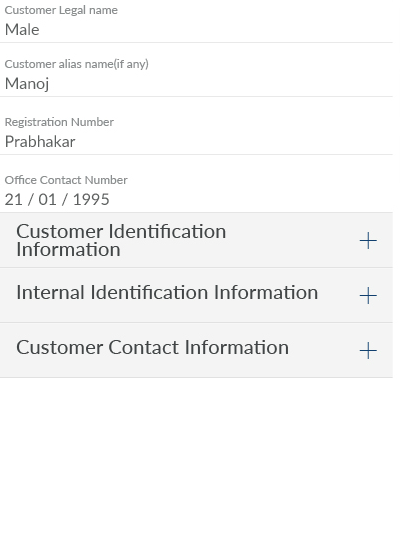 Customer Legal name
Male
Customer alias name(if any)
Manoj
Registration Number
Prabhakar
Office Contact Number
21 / 01 / 1995
Customer Identification
Information
Internal Identification Information
Customer Contact Information